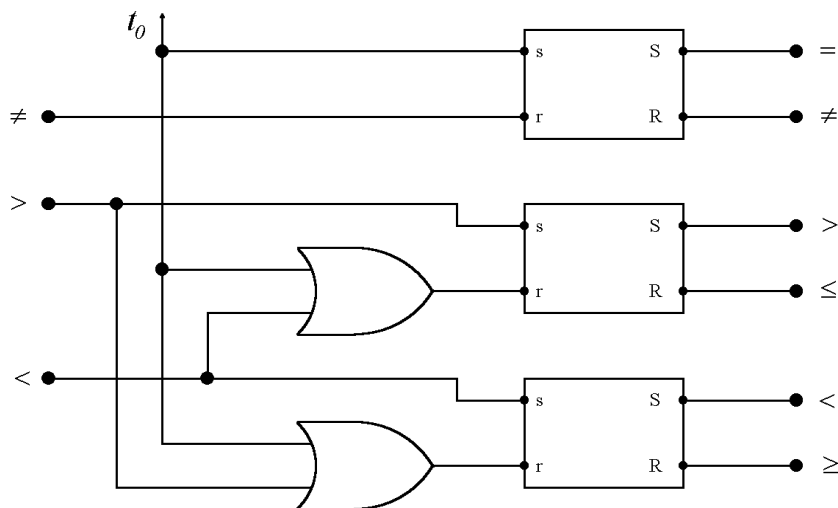 t₀
s S =
≠ r R ≠
>
s S >
r R ≤
<
s S <
r R ≥